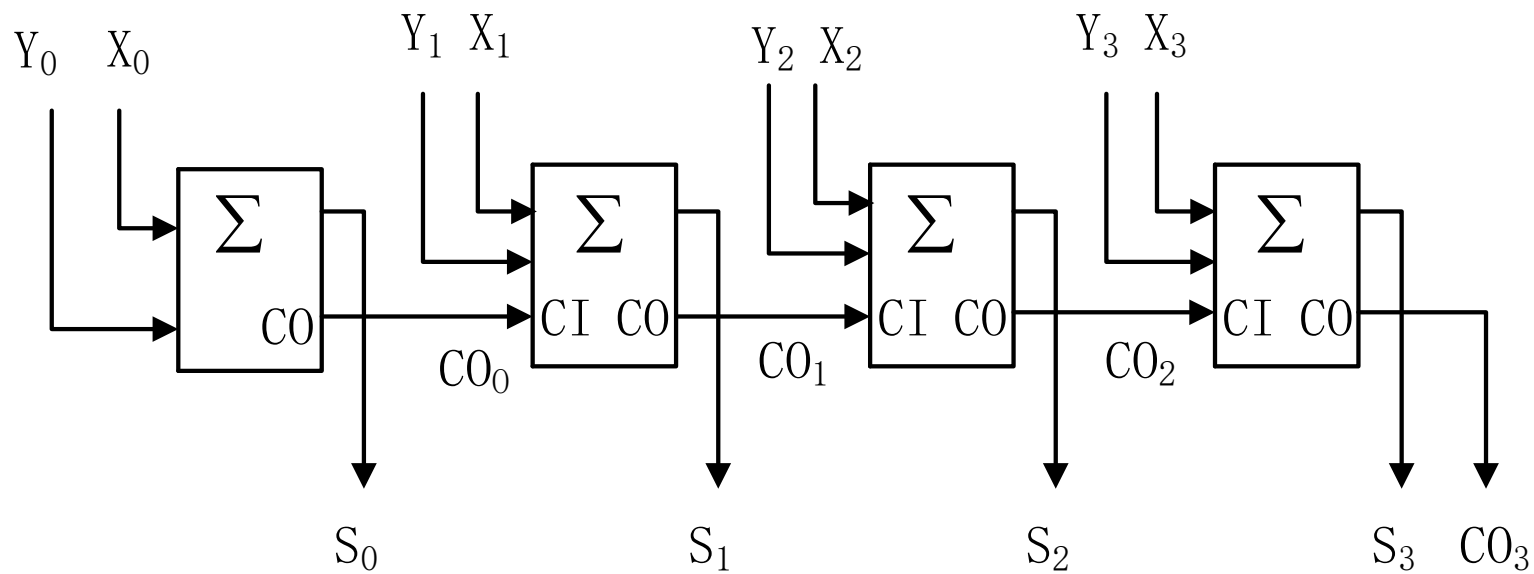 Y₀ X₀ Y₁ X₁ Y₂ X₂ Y₃ X₃
Σ Σ Σ Σ
CO CI CO CI CO CI CO
CO₀ CO₁ CO₂
S₀ S₁ S₂ S₃ CO₃